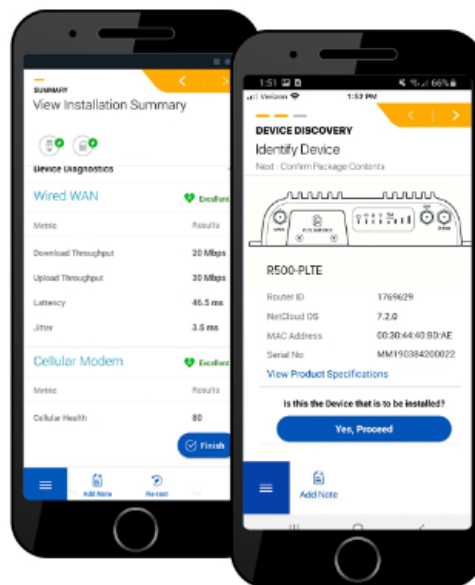 SUMMARY
View Installation Summary
Device Diagnostics
Wired WAN
Excellent
Metric
Results
Download Throughput
20 Mbps
Upload Throughput
30 Mbps
Lattency
46.5 ms
Jitter
3.5 ms
Cellular Modem
Excellent
Metric
Results
Cellular Health
80
Finish
Add Note
Re-test
1:51
66%
Verizon
1:52 PM
DEVICE DISCOVERY
Identify Device
Next : Confirm Package Contents
R500-PLTE
Router ID
1769629
NetCloud OS
7.2.0
MAC Address
00:30:44:40:BD:AE
Serial No
MM190384200022
View Product Specifications
Is this the Device that is to be installed?
Yes, Proceed
Add Note